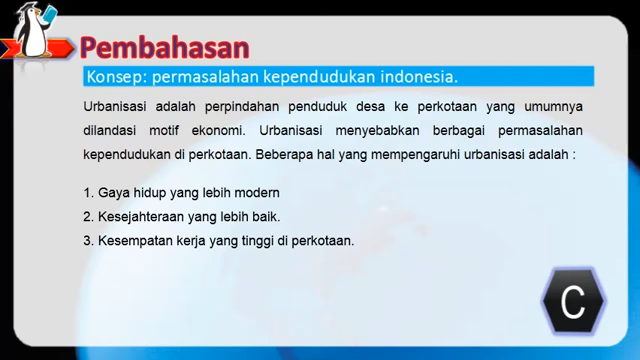 Pembahasan
Konsep: permasalahan kependudukan indonesia.
Urbanisasi adalah perpindahan penduduk desa ke perkotaan yang umumnya
dilandasi motif ekonomi. Urbanisasi menyebabkan berbagai permasalahan
kependudukan di perkotaan. Beberapa hal yang mempengaruhi urbanisasi adalah :
1. Gaya hidup yang lebih modern
2. Kesejahteraan yang lebih baik.
3. Kesempatan kerja yang tinggi di perkotaan.
C